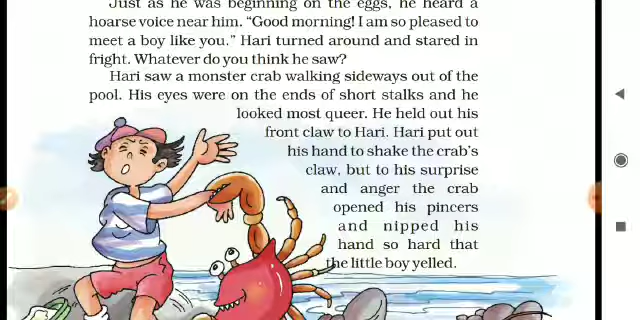 Just as he was beginning on the eggs, he heard a
hoarse voice near him. "Good morning! I am so pleased to
meet a boy like you." Hari turned around and stared in
fright. Whatever do you think he saw?
Hari saw a monster crab walking sideways out of the
pool. His eyes were on the ends of short stalks and he
looked most queer. He held out his
front claw to Hari. Hari put out
his hand to shake the crab's
claw, but to his surprise
and anger the crab
opened his pincers
and nipped his
hand so hard that
the little boy yelled.